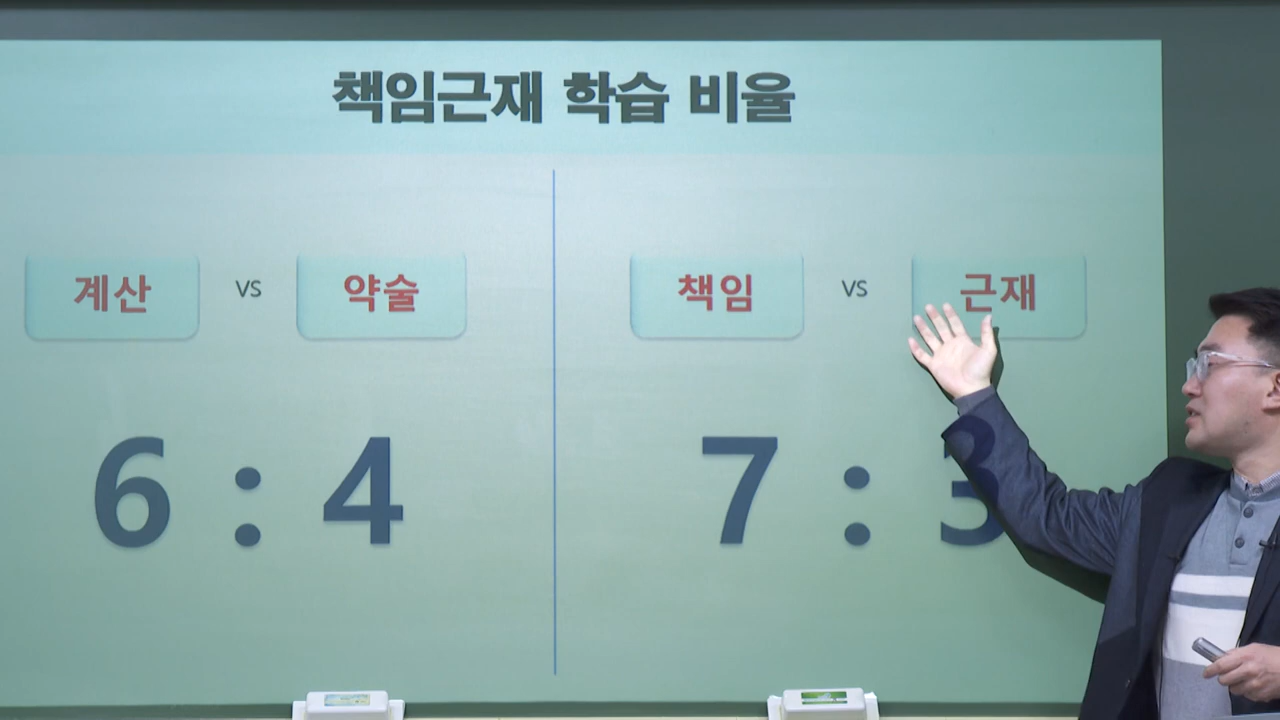 책임근재 학습 비율
계산 vs 약술
책임 vs 근재
6 : 4
7 : 3